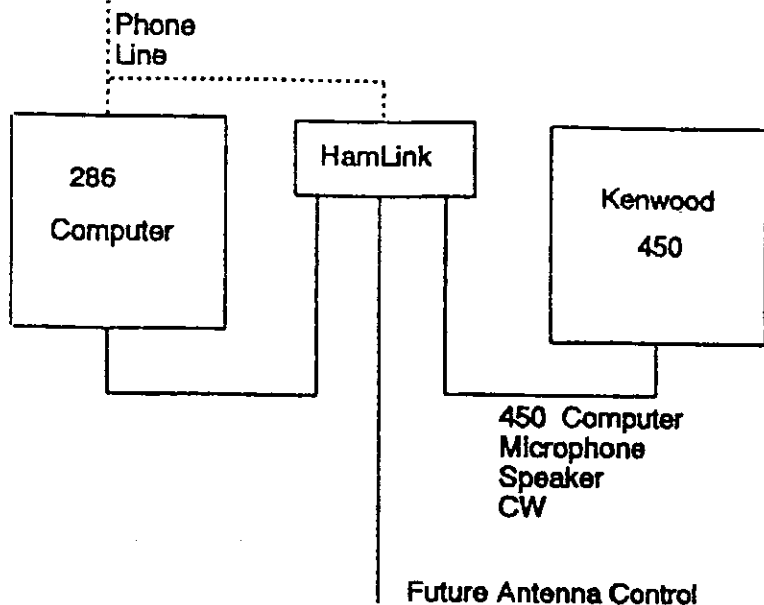 Phone
Line
286
Computer
HamLink
Kenwood
450
450 Computer
Microphone
Speaker
CW
Future Antenna Control